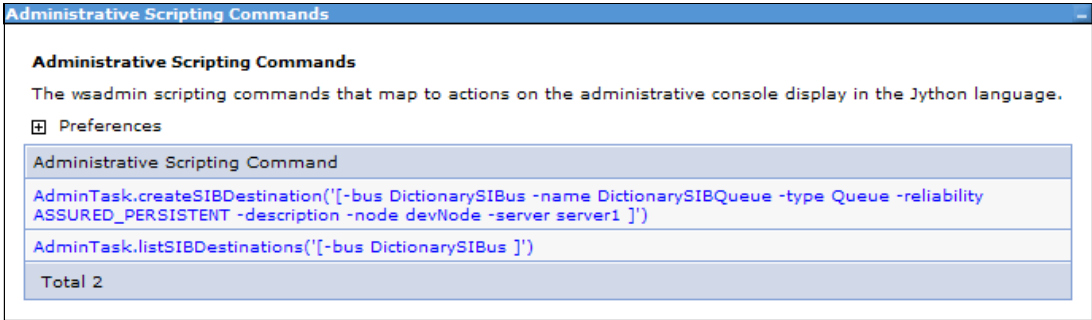 Administrative Scripting Commands
Administrative Scripting Commands
The wsadmin scripting commands that map to actions on the administrative console display in the Jython language.
Preferences
Administrative Scripting Command
AdminTask.createSIBDestination('[-bus DictionarySIBus -name DictionarySIBQueue -type Queue -reliability
ASSURED_PERSISTENT -description -node devNode -server server1 ]')
AdminTask.listSIBDestinations('[-bus DictionarySIBus ]')
Total 2